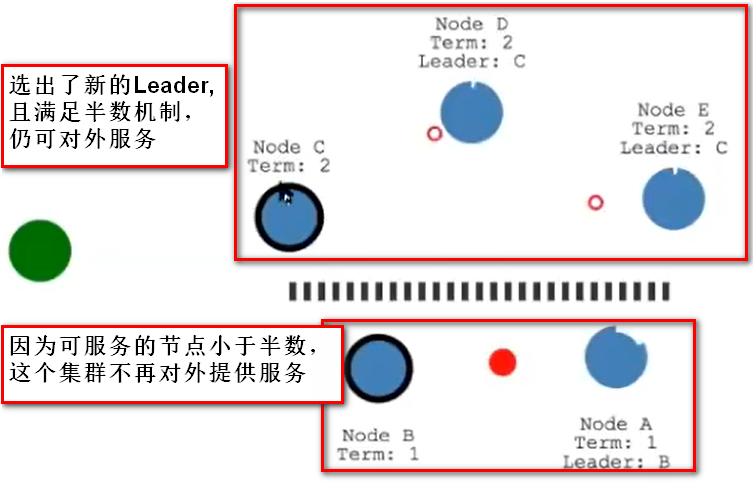 Node D
Term: 2
Leader: C
选出了新的Leader,
且满足半数机制，
仍可对外服务
Node E
Term: 2
Leader: C
Node C
Term: 2
因为可服务的节点小于半数，
这个集群不再对外提供服务
Node B
Term: 1
Node A
Term: 1
Leader: B